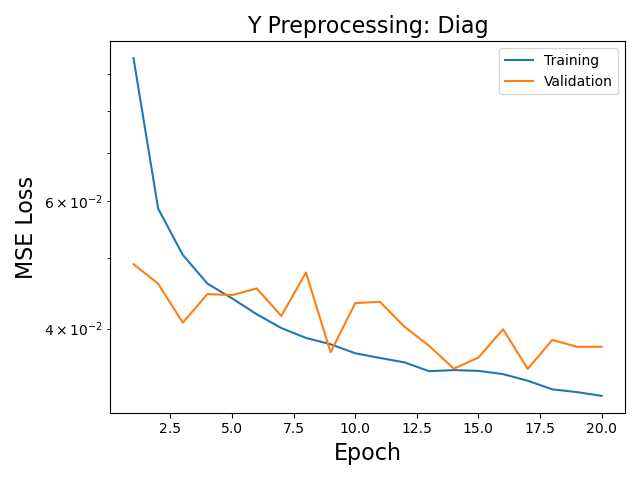 Y Preprocessing: Diag
Training
Validation
MSE Loss
6 × 10⁻²
4 × 10⁻²
2.5 5.0 7.5 10.0 12.5 15.0 17.5 20.0
Epoch